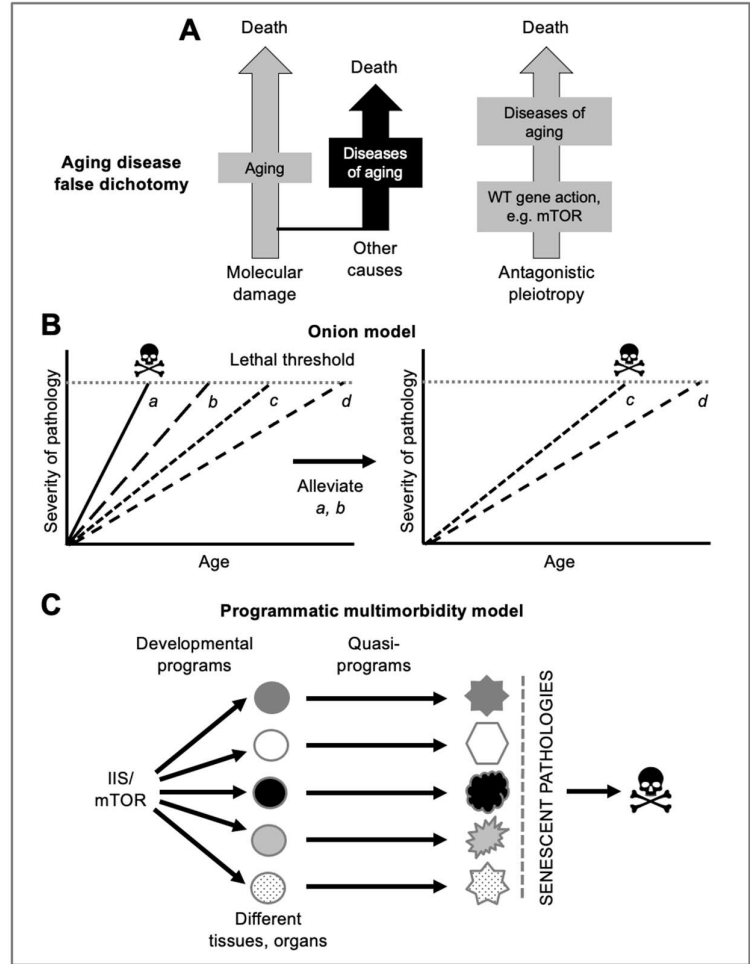 A
Death
Death
Death
Aging disease
false dichotomy
Aging
Diseases
of aging
Diseases of
aging
WT gene action,
e.g. mTOR
Molecular
damage
Other
causes
Antagonistic
pleiotropy
B
Onion model
Severity of pathology
Lethal threshold
a
b
c
d
Age
Alleviate
a, b
Severity of pathology
c
d
Age
C
Programmatic multimorbidity model
Developmental
programs
Quasi-
programs
IIS/
mTOR
Different
tissues, organs
SENESCENT PATHOLOGIES